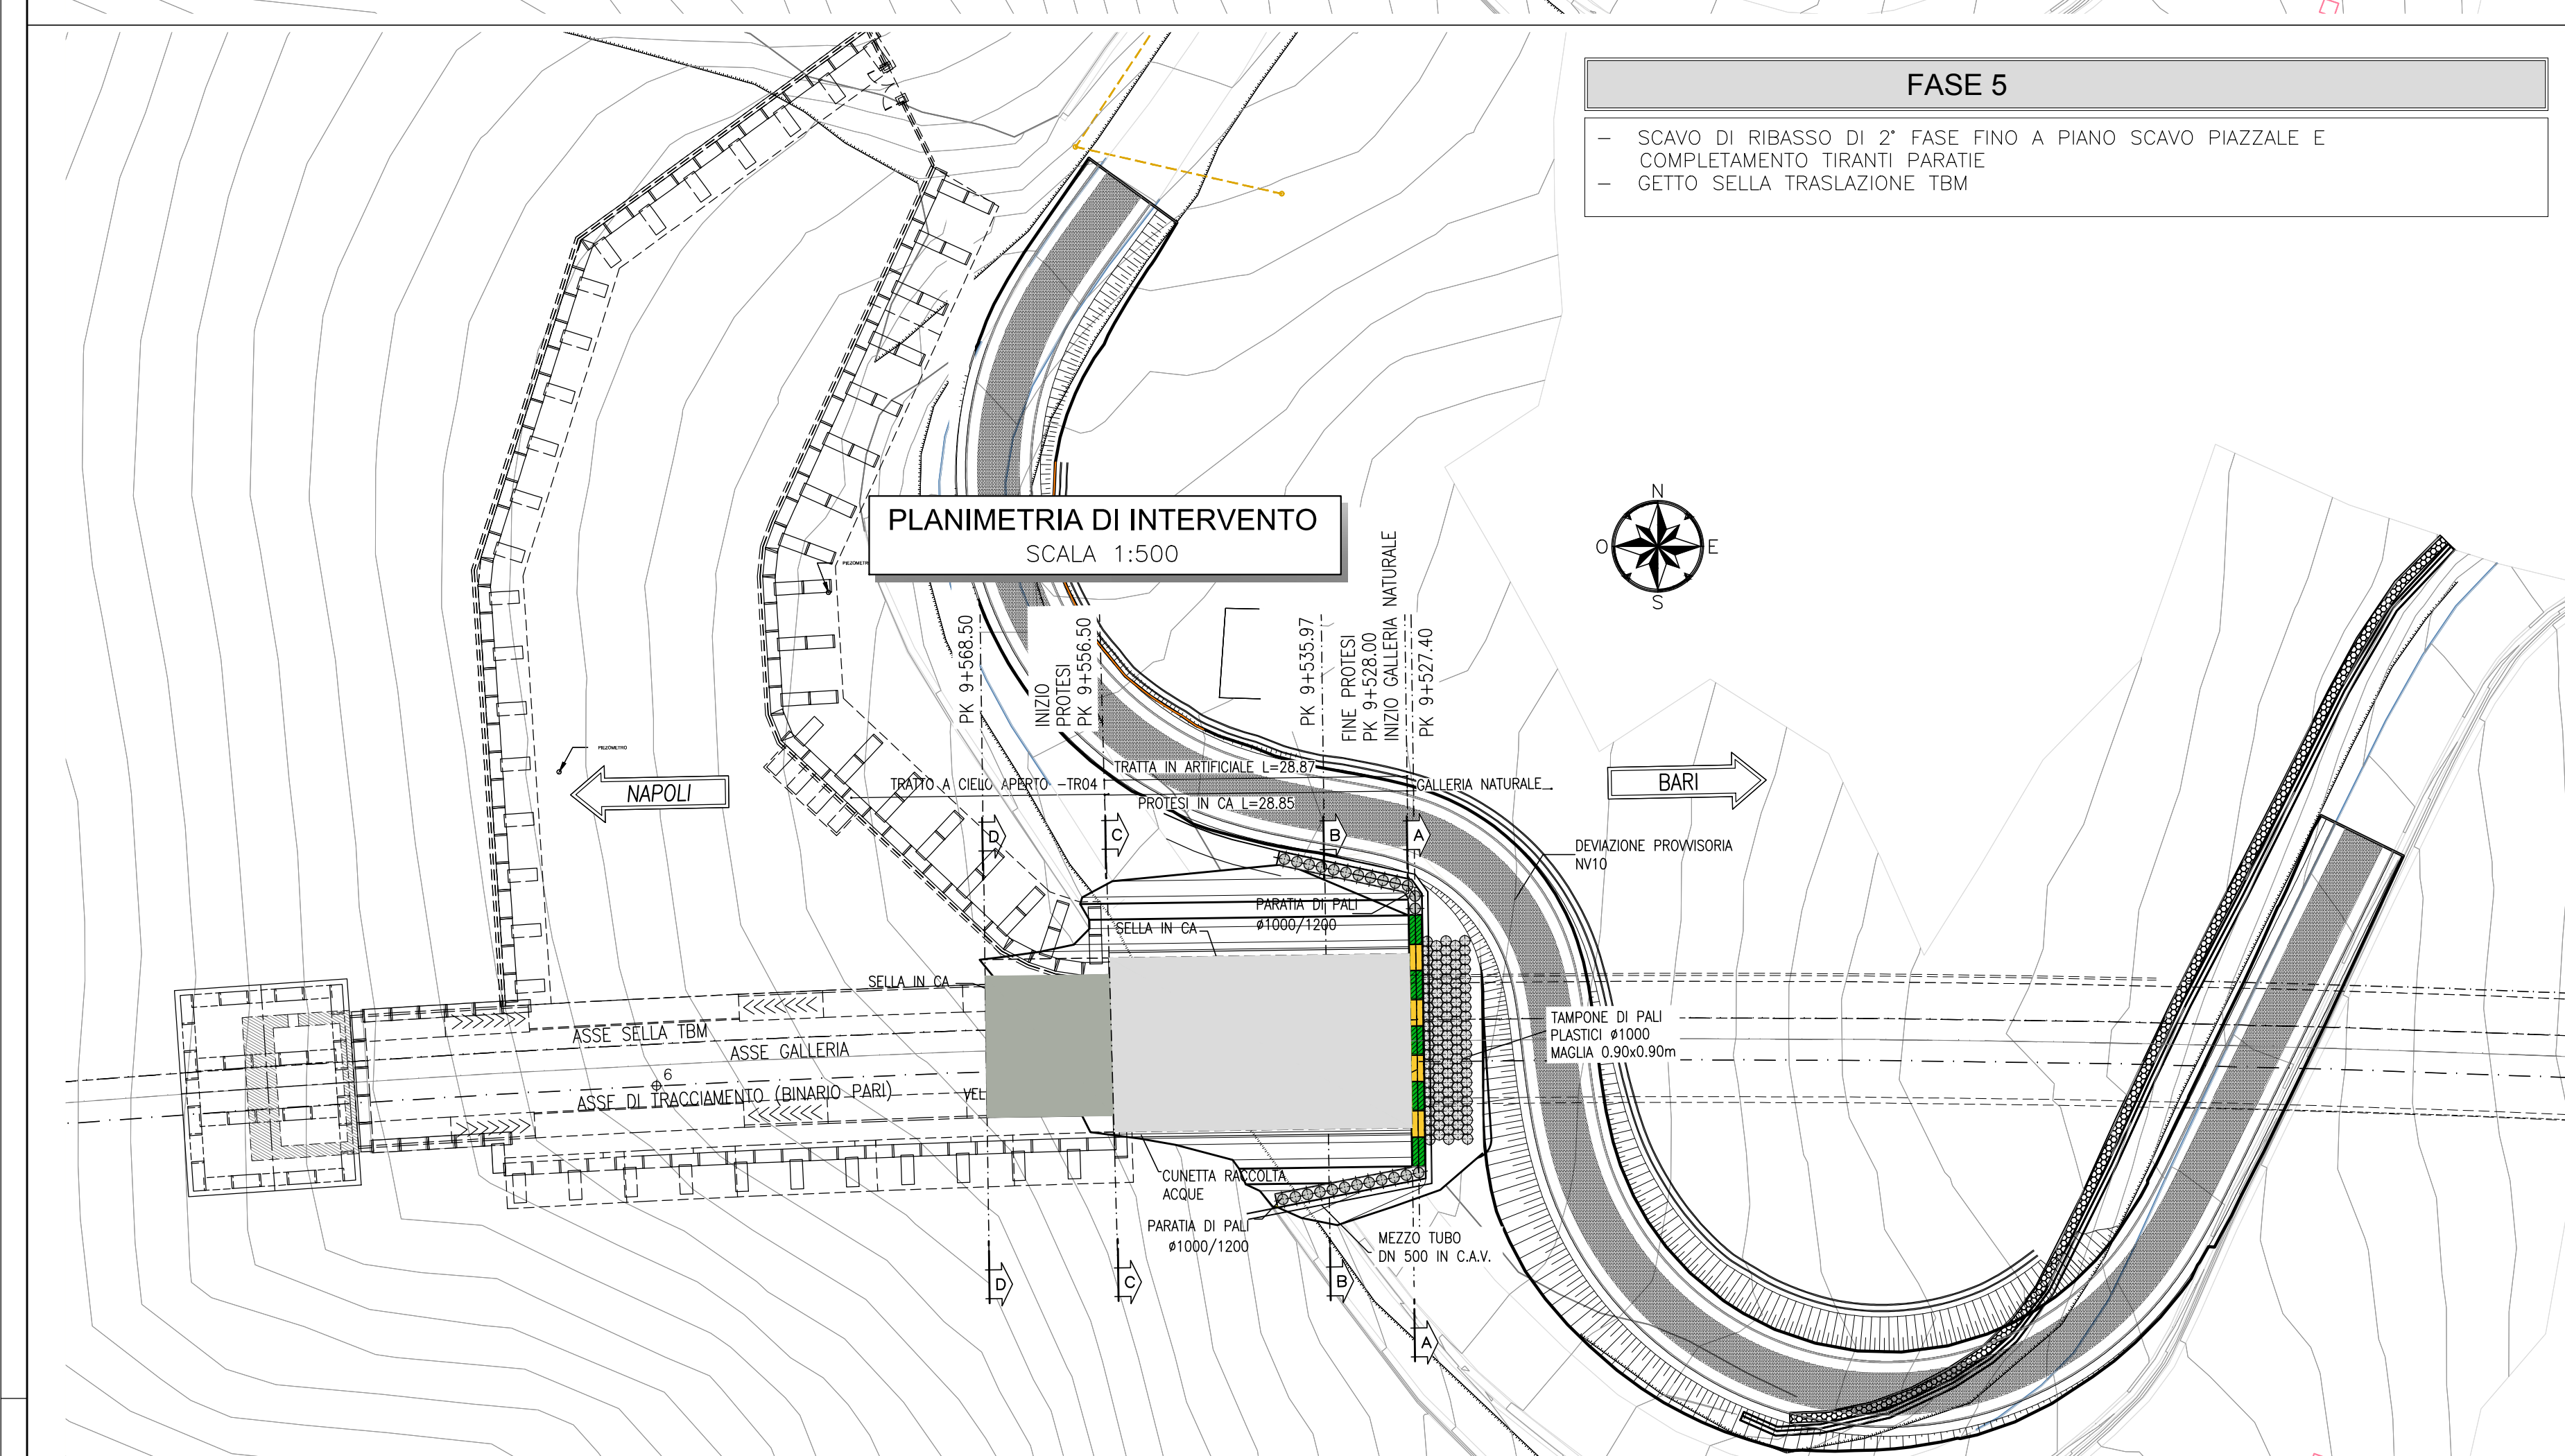 FASE 5
– SCAVO DI RIBASSO DI 2° FASE FINO A PIANO SCAVO PIAZZALE E
COMPLETAMENTO TIRANTI PARATIE
– GETTO SELLA TRASLAZIONE TBM
PLANIMETRIA DI INTERVENTO
SCALA 1:500
N
O
E
S
PIEZOMETR
PIEZOMETRO
PK 9+568.50
INIZIO
PROTESI
PK 9+556.50
PK 9+535.97
FINE PROTESI
PK 9+528.00
INIZIO GALLERIA NATURALE
PK 9+527.40
NAPOLI
BARI
TRATTO A CIELO APERTO -TR04
TRATTA IN ARTIFICIALE L=28.87
PROTESI IN CA L=28.85
GALLERIA NATURALE
D
C
B
A
DEVIAZIONE PROVVISORIA
NV10
PARATIA DI PALI
ø1000/1200
SELLA IN CA
SELLA IN CA
ASSE SELLA TBM
ASSE GALLERIA
6
ASSE DI TRACCIAMENTO (BINARIO PARI)
VEL
TAMPONE DI PALI
PLASTICI ø1000
MAGLIA 0.90x0.90m
CUNETTA RACCOLTA
ACQUE
PARATIA DI PALI
ø1000/1200
MEZZO TUBO
DN 500 IN C.A.V.
D
C
B
A